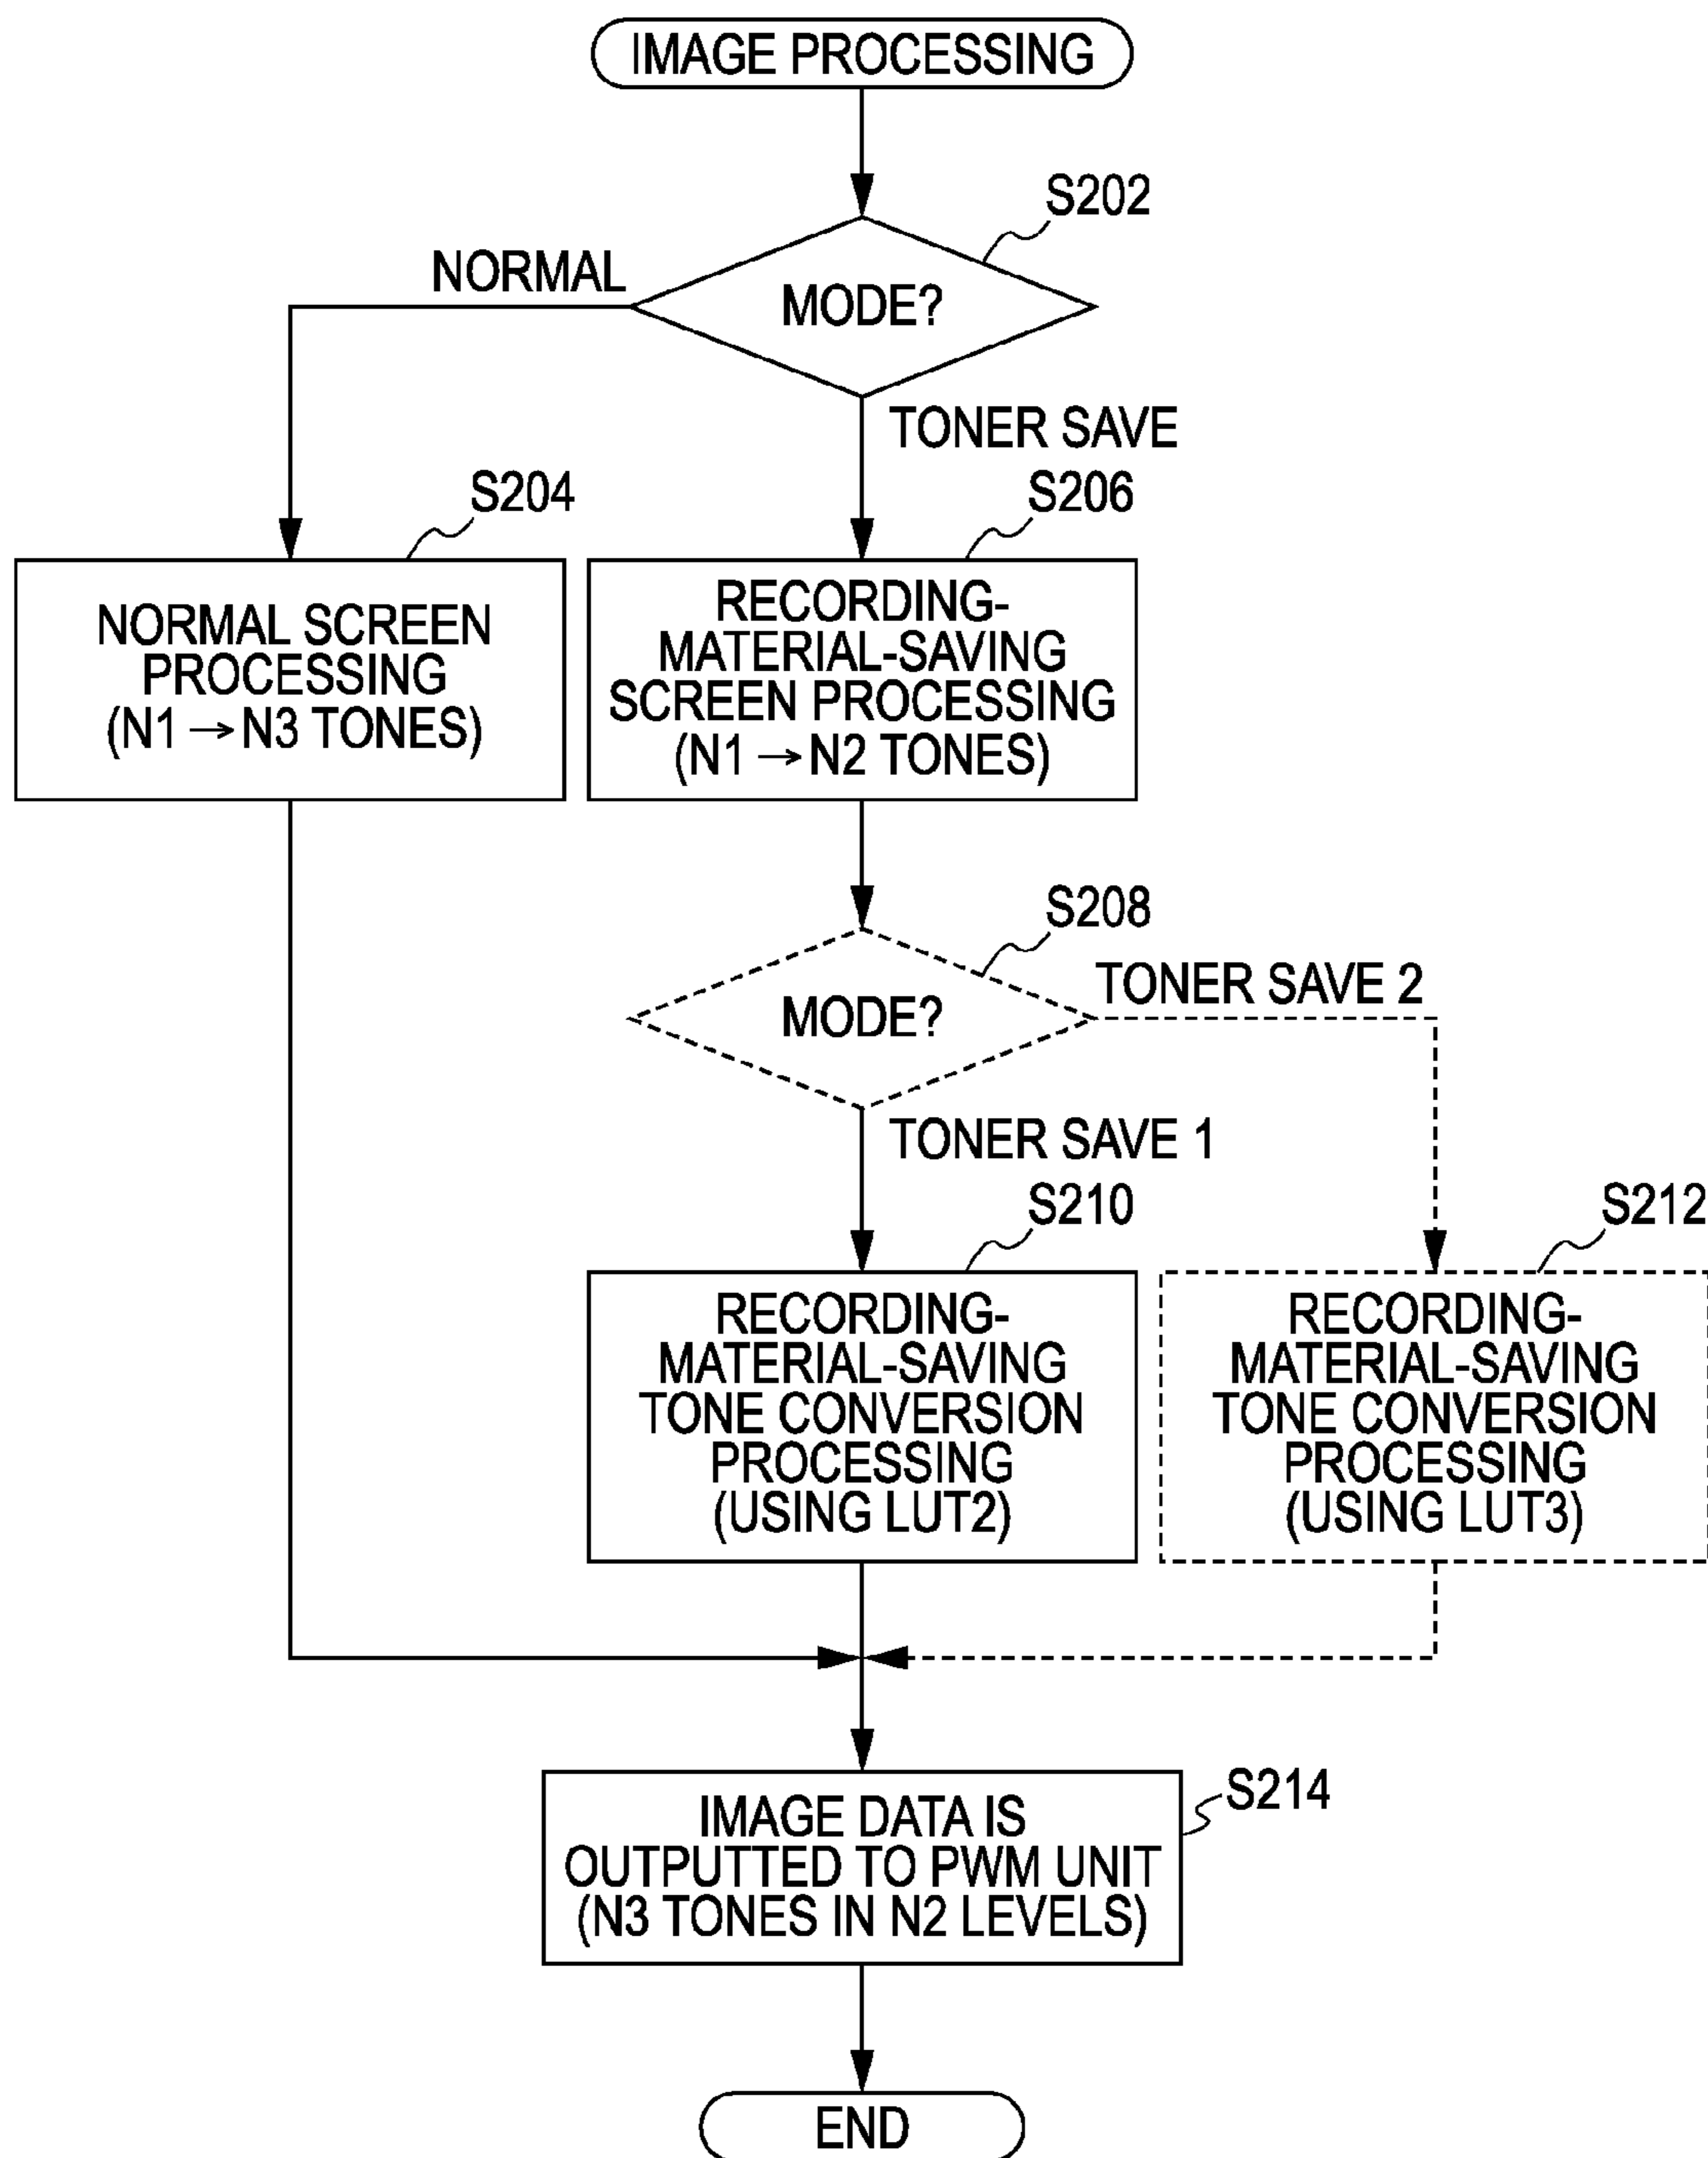 IMAGE PROCESSING
S202
NORMAL
MODE?
TONER SAVE
S204
S206
NORMAL SCREEN
PROCESSING
(N1 → N3 TONES)
RECORDING-
MATERIAL-SAVING
SCREEN PROCESSING
(N1 → N2 TONES)
S208
TONER SAVE 2
MODE?
TONER SAVE 1
S210
S212
RECORDING-
MATERIAL-SAVING
TONE CONVERSION
PROCESSING
(USING LUT2)
RECORDING-
MATERIAL-SAVING
TONE CONVERSION
PROCESSING
(USING LUT3)
S214
IMAGE DATA IS
OUTPUTTED TO PWM UNIT
(N3 TONES IN N2 LEVELS)
END